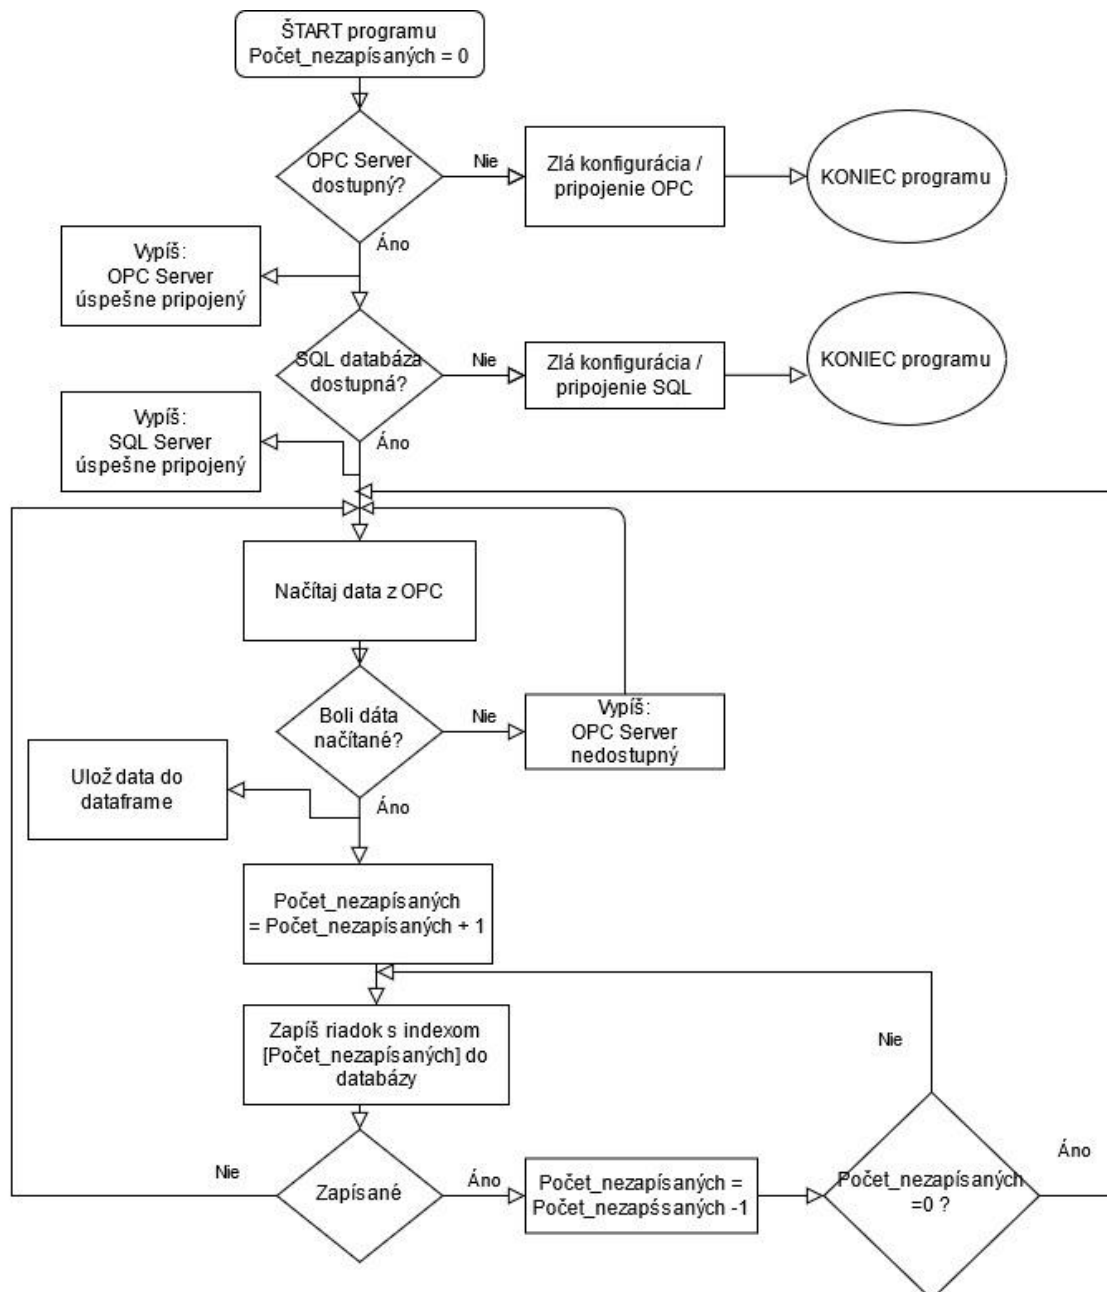 ŠTART programu
Počet_nezapísaných = 0
OPC Server
dostupný?
Nie
Zlá konfigurácia /
pripojenie OPC
KONIEC programu
Áno
Vypíš:
OPC Server
úspešne pripojený
SQL databáza
dostupná?
Nie
Zlá konfigurácia /
pripojenie SQL
KONIEC programu
Áno
Vypíš:
SQL Server
úspešne pripojený
Načítaj data z OPC
Boli dáta
načítané?
Nie
Vypíš:
OPC Server
nedostupný
Áno
Ulož data do
dataframe
Počet_nezapísaných
= Počet_nezapísaných + 1
Zapíš riadok s indexom
[Počet_nezapísaných] do
databázy
Nie
Zapísané
Nie
Áno
Počet_nezapísaných =
Počet_nezapśsaných -1
Počet_nezapísaných
=0 ?
Áno